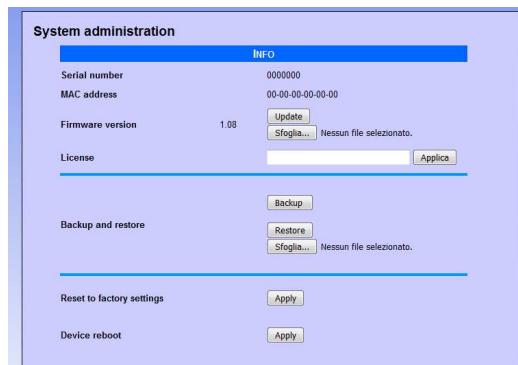 System administration
INFO
Serial number 0000000
MAC address 00-00-00-00-00-00
Firmware version 1.08 Update
Sfoglia... Nessun file selezionato.
License Applica
Backup
Backup and restore
Restore
Sfoglia... Nessun file selezionato.
Reset to factory settings Apply
Device reboot Apply